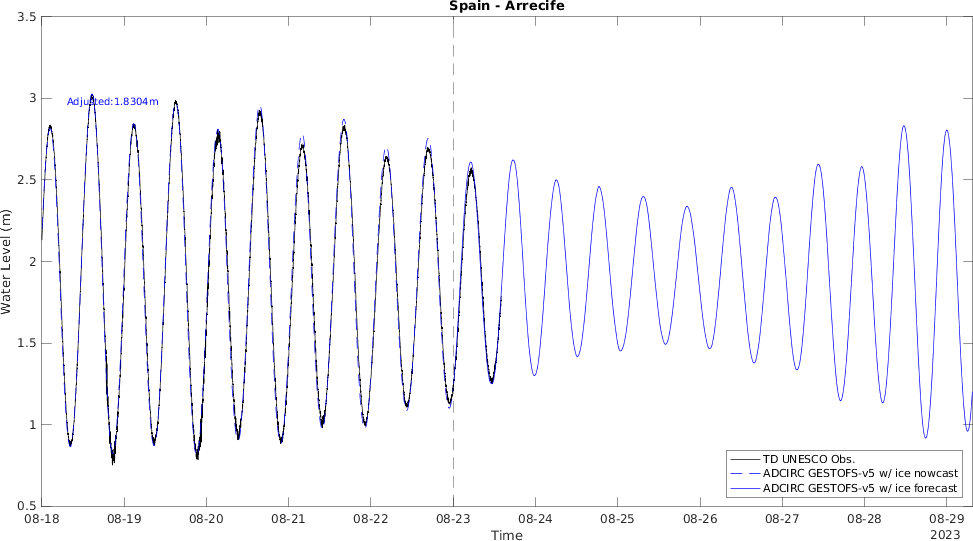 Spain - Arrecife
3.5
3
2.5
2
1.5
1
0.5
Water Level (m)
Adjusted:1.8304m
TD UNESCO Obs.
ADCIRC GESTOFS-v5 w/ ice nowcast
ADCIRC GESTOFS-v5 w/ ice forecast
08-18 08-19 08-20 08-21 08-22 08-23 08-24 08-25 08-26 08-27 08-28 08-29
2023
Time